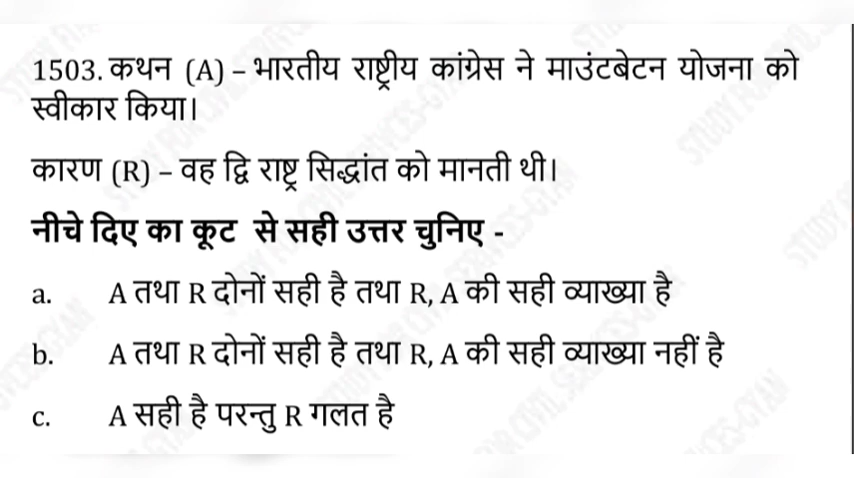 1503. कथन (A) – भारतीय राष्ट्रीय कांग्रेस ने माउंटबेटन योजना को
स्वीकार किया।
कारण (R) – वह द्वि राष्ट्र सिद्धांत को मानती थी।
नीचे दिए का कूट से सही उत्तर चुनिए -
a. A तथा R दोनों सही है तथा R, A की सही व्याख्या है
b. A तथा R दोनों सही है तथा R, A की सही व्याख्या नहीं है
c. A सही है परन्तु R गलत है